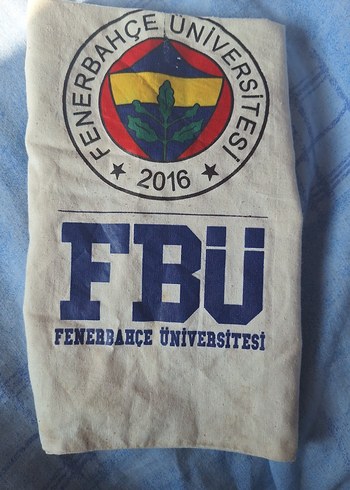 FENERBAHÇE ÜNİVERSİTESİ
★ 2016 ★
FBÜ
FENERBAHÇE ÜNİVERSİTESİ